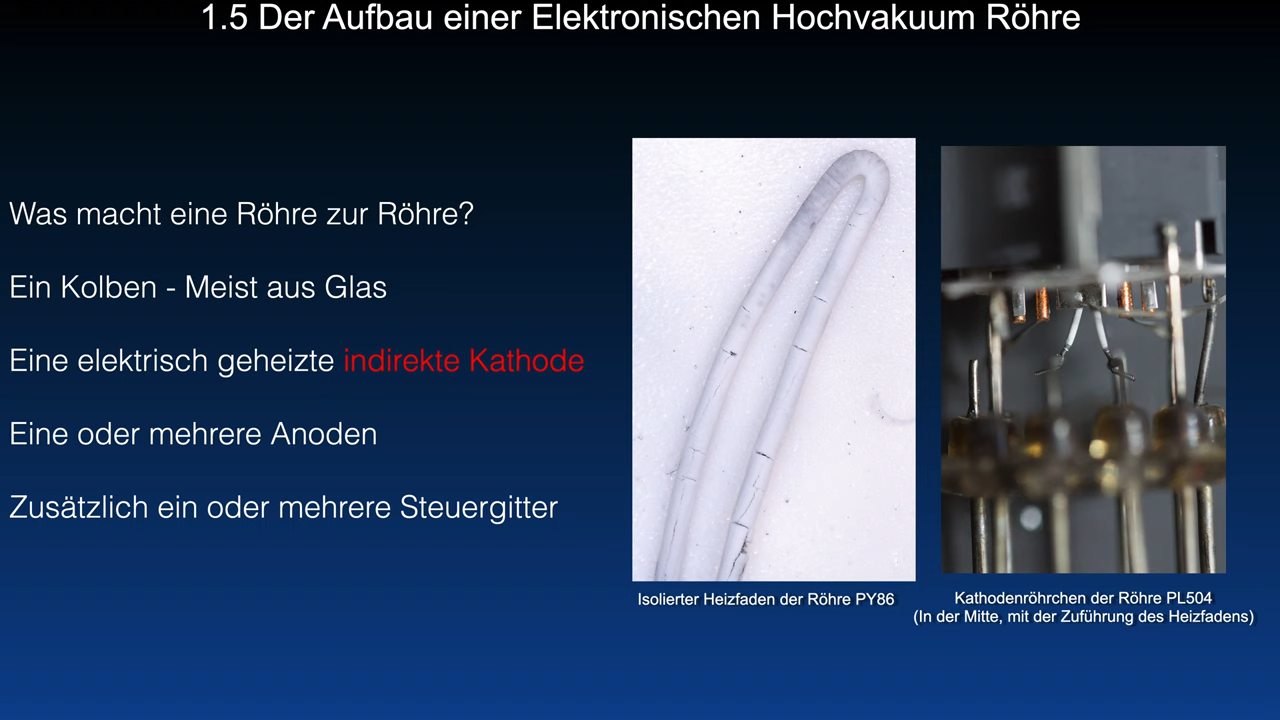 1.5 Der Aufbau einer Elektronischen Hochvakuum Röhre
Was macht eine Röhre zur Röhre?
Ein Kolben - Meist aus Glas
Eine elektrisch geheizte indirekte Kathode
Eine oder mehrere Anoden
Zusätzlich ein oder mehrere Steuergitter
Isolierter Heizfaden der Röhre PY86
Kathodenröhrchen der Röhre PL504
(In der Mitte, mit der Zuführung des Heizfadens)